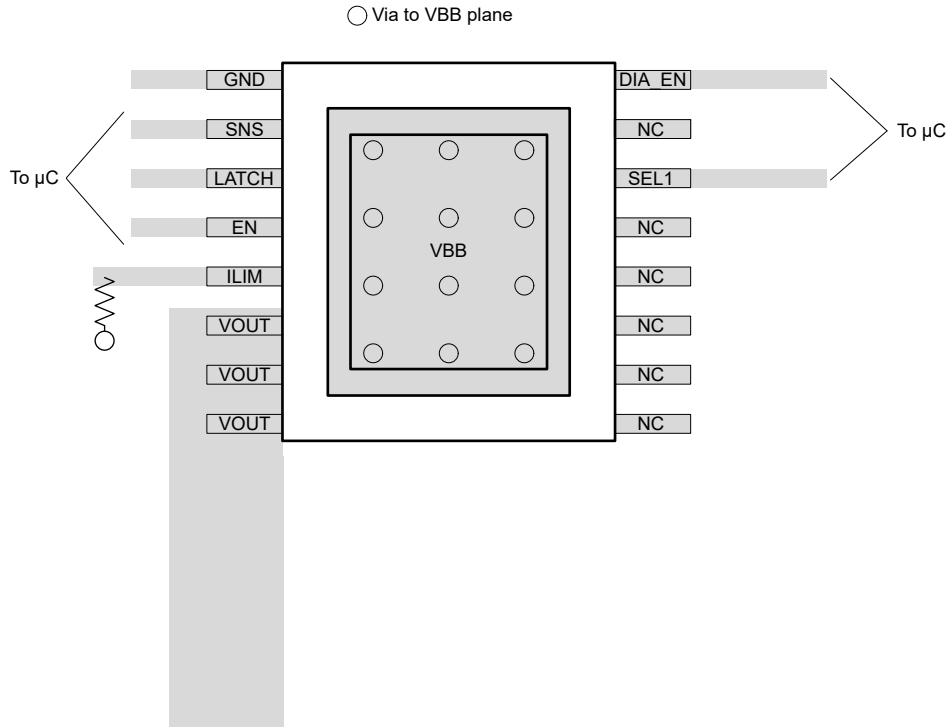 Via to VBB plane
GND
SNS
LATCH
EN
ILIM
VOUT
VOUT
VOUT
To µC
VBB
DIA_EN
NC
SEL1
NC
NC
NC
NC
NC
To µC